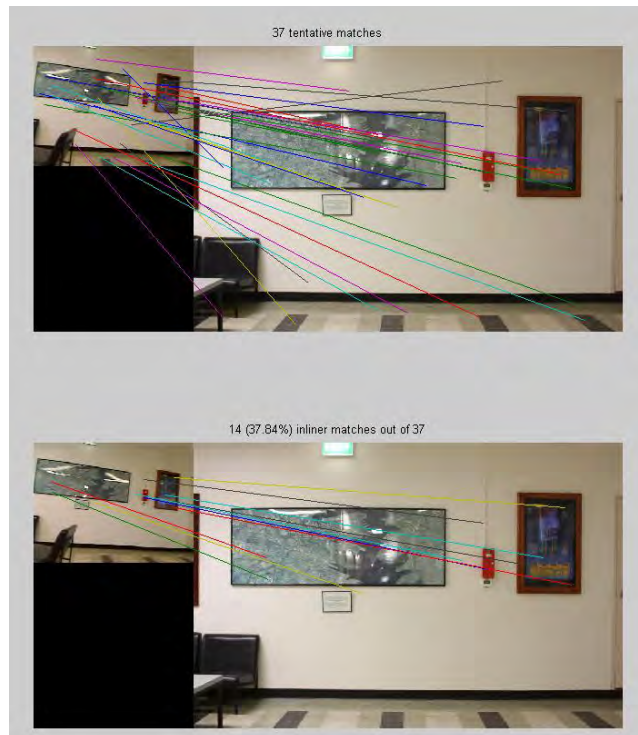 37 tentative matches
14 (37.84%) inliner matches out of 37